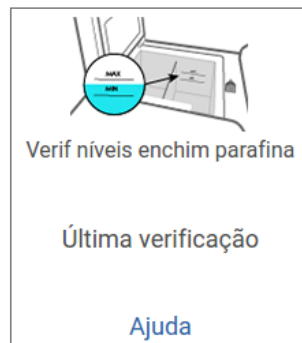 MAX
MIN
Verif níveis enchim parafina
Última verificação
Ajuda